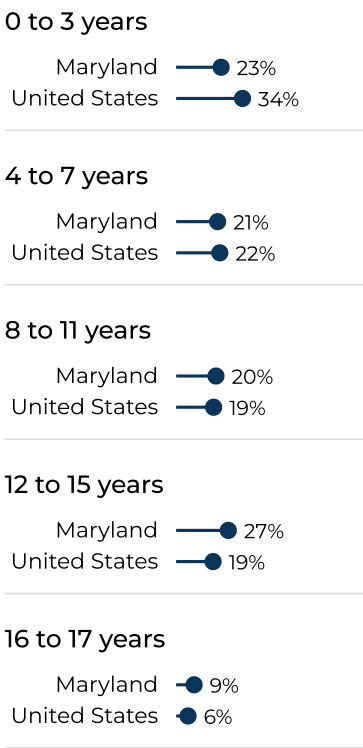 0 to 3 years
Maryland 23%
United States 34%
4 to 7 years
Maryland 21%
United States 22%
8 to 11 years
Maryland 20%
United States 19%
12 to 15 years
Maryland 27%
United States 19%
16 to 17 years
Maryland 9%
United States 6%